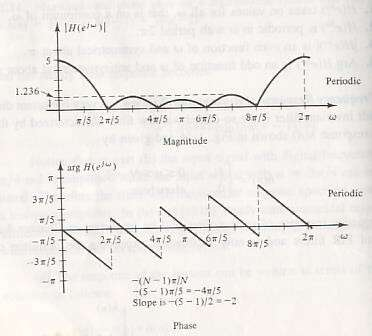 |H(e^jω)|
5
1.236
Periodic
π/5 2π/5 4π/5 π 6π/5 8π/5 2π ω
Magnitude
arg H(e^jω)
π
3π/5
π/5
-π/5
-3π/5
-π
Periodic
2π/5 4π/5 π 6π/5 8π/5 2π ω
-(N - 1)π/N
-(5 - 1)π/5 = -4π/5
Slope is -(5 - 1)/2 = -2
Phase